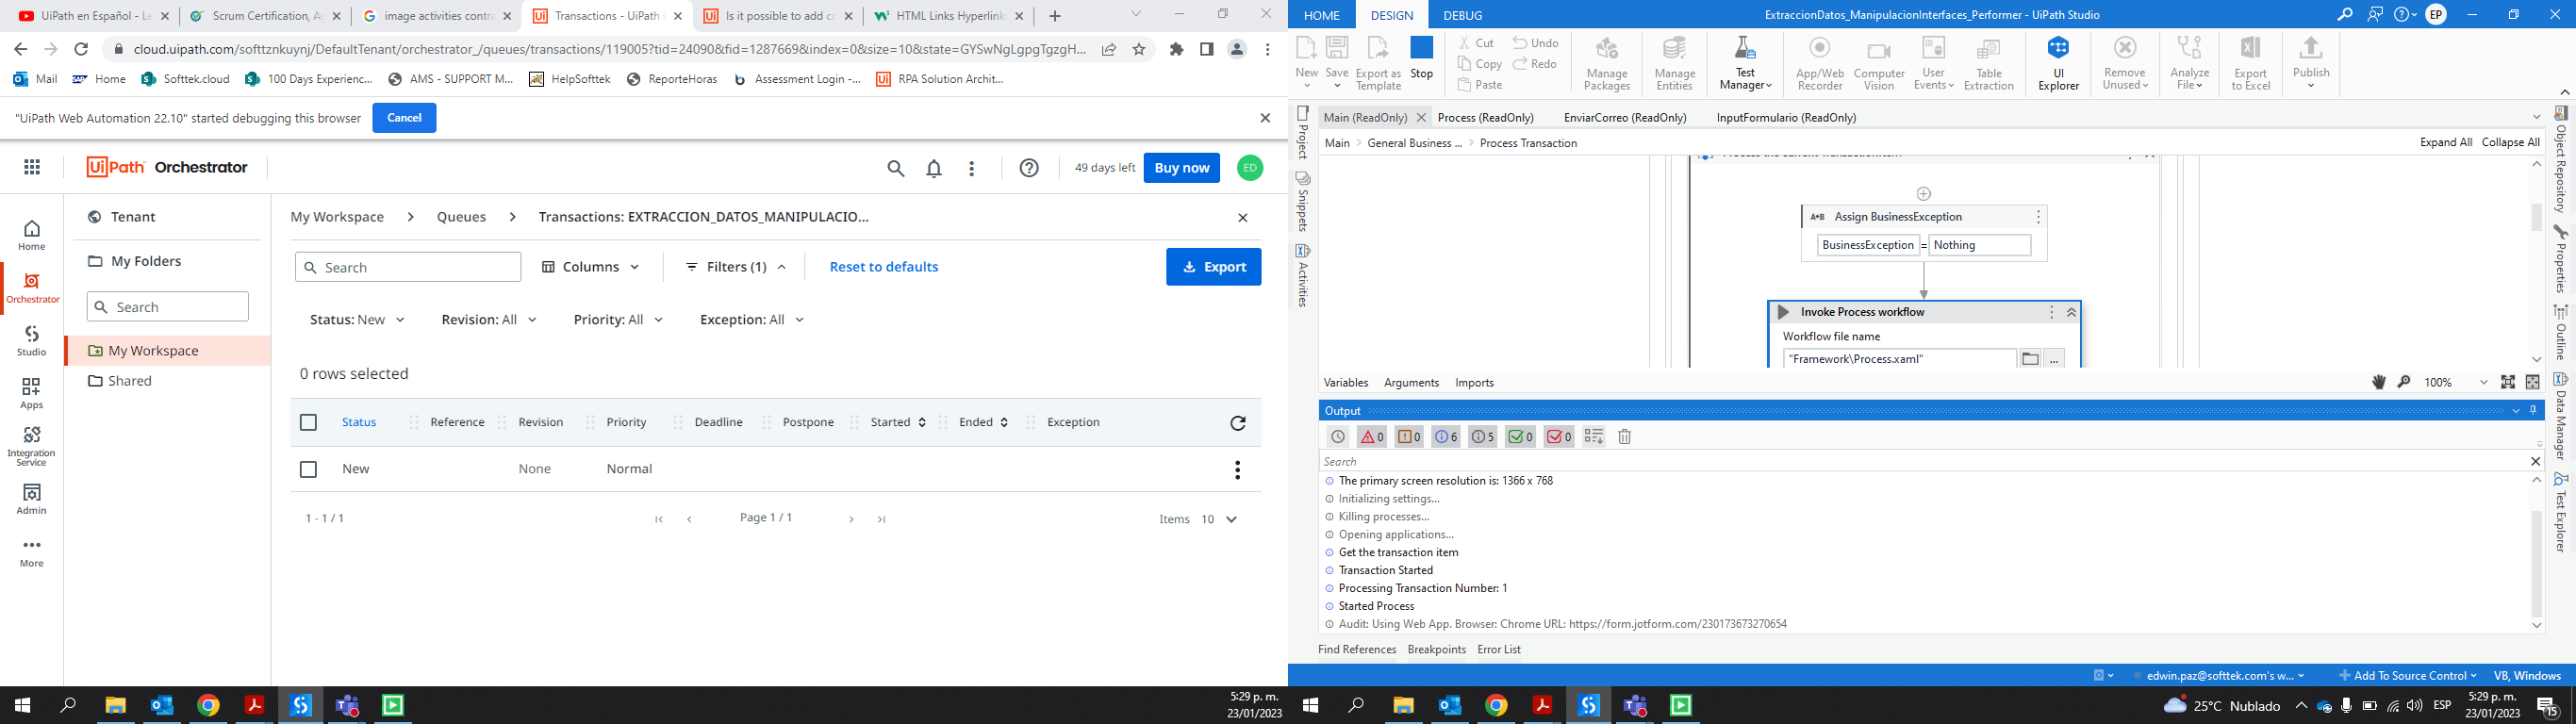 UiPath en Español - Le
Scrum Certification, A
image activities contra
Transactions - UiPath
Is it possible to add co
HTML Links Hyperlink
cloud.uipath.com/softtznkuynj/DefaultTenant/orchestrator_/queues/transactions/119005?tid=24090&fid=1287669&index=0&size=10&state=GYSwNgLgpgTgzgH...
Mail
Home
Softtek.cloud
100 Days Experienc...
AMS - SUPPORT M...
HelpSofttek
ReporteHoras
Assessment Login -...
RPA Solution Archit...
"UiPath Web Automation 22.10" started debugging this browser
Cancel
UiPath Orchestrator
49 days left
Buy now
ED
Home
Orchestrator
Studio
Apps
Integration Service
Admin
More
Tenant
My Folders
Search
My Workspace
Shared
My Workspace > Queues > Transactions: EXTRACCION_DATOS_MANIPULACIO...
Search
Columns
Filters (1)
Reset to defaults
Export
Status: New
Revision: All
Priority: All
Exception: All
0 rows selected
Status Reference Revision Priority Deadline Postpone Started Ended Exception
New None Normal
1 - 1 / 1
Page 1 / 1
Items 10
5:29 p. m.
23/01/2023
HOME DESIGN DEBUG
ExtraccionDatos_ManipulacionInterfaces_Performer - UiPath Studio
EP
New
Save
Export as Template
Stop
Cut
Copy
Paste
Undo
Redo
Manage Packages
Manage Entities
Test Manager
App/Web Recorder
Computer Vision
User Events
Table Extraction
UI Explorer
Remove Unused
Analyze File
Export to Excel
Publish
Project
Snippets
Activities
Main (ReadOnly)
Process (ReadOnly)
EnviarCorreo (ReadOnly)
InputFormulario (ReadOnly)
Main > General Business ... > Process Transaction
Expand All Collapse All
Process the current TransactionItem
A+B Assign BusinessException
BusinessException = Nothing
Invoke Process workflow
Workflow file name
"Framework\Process.xaml"
...
Variables Arguments Imports
100%
Object Repository
Properties
Outline
Data Manager
Test Explorer
Output
0
0
6
5
0
0
Search
The primary screen resolution is: 1366 x 768
Initializing settings...
Killing processes...
Opening applications...
Get the transaction item
Transaction Started
Processing Transaction Number: 1
Started Process
Audit: Using Web App. Browser: Chrome URL: https://form.jotform.com/230173673270654
Find References Breakpoints Error List
edwin.paz@softtek.com's w...
Add To Source Control
VB, Windows
25°C Nublado
ESP
5:29 p. m.
23/01/2023
15